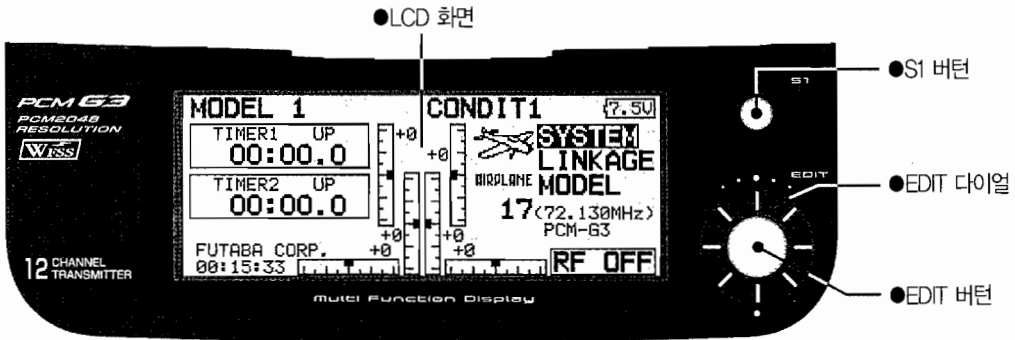 ●LCD 화면
●S1 버턴
S1
PCM G3
PCM2048
RESOLUTION
WFSS
MODEL 1
CONDIT1
7.5V
TIMER1 UP
00:00.0
TIMER2 UP
00:00.0
+0
+0
SYSTEM
LINKAGE
AIRPLANE
MODEL
17(72.130MHz)
PCM-G3
EDIT
●EDIT 다이얼
+0
+0
+0
+0
FUTABA CORP.
00:15:33
RF OFF
12 CHANNEL
TRANSMITTER
●EDIT 버턴
Multi Function Display